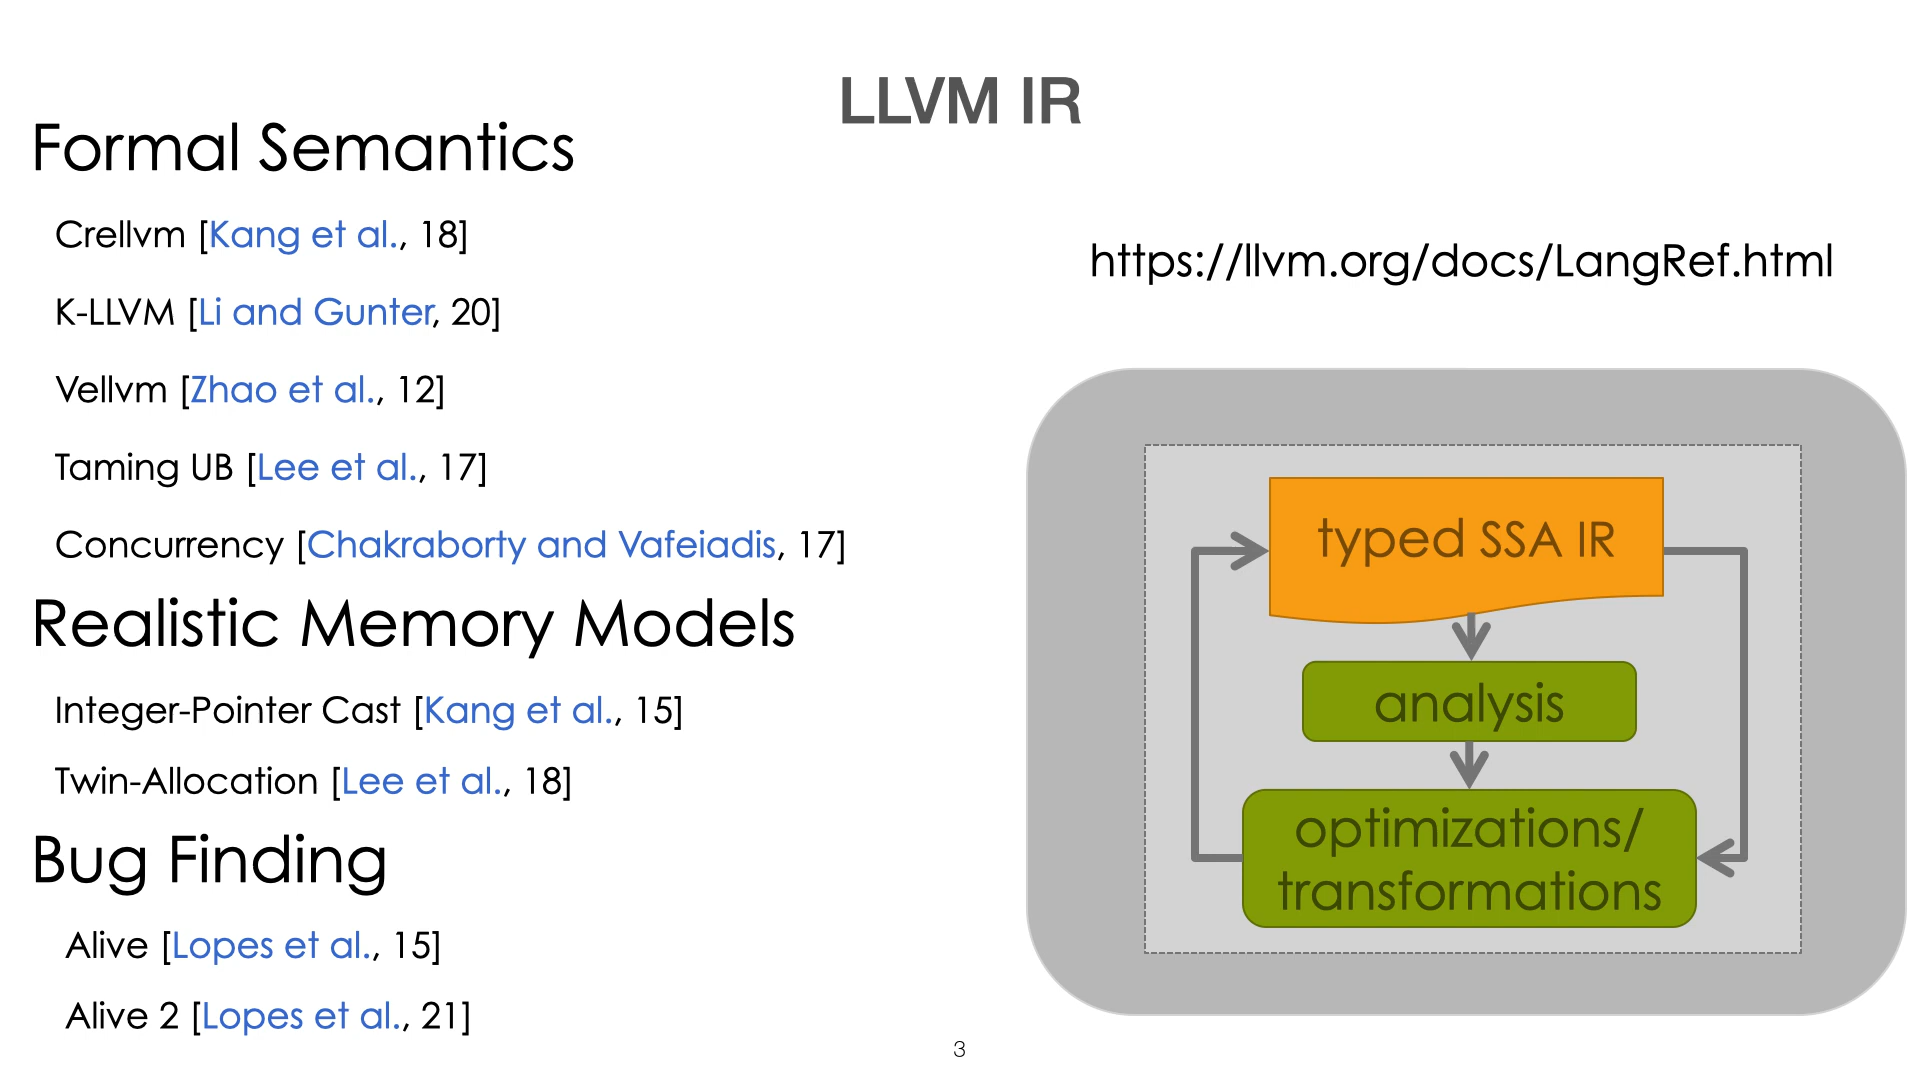 LLVM IR
Formal Semantics
Crellvm [Kang et al., 18]
K-LLVM [Li and Gunter, 20]
Vellvm [Zhao et al., 12]
Taming UB [Lee et al., 17]
Concurrency [Chakraborty and Vafeiadis, 17]
Realistic Memory Models
Integer-Pointer Cast [Kang et al., 15]
Twin-Allocation [Lee et al., 18]
Bug Finding
Alive [Lopes et al., 15]
Alive 2 [Lopes et al., 21]
https://llvm.org/docs/LangRef.html
typed SSA IR
analysis
optimizations/
transformations
3